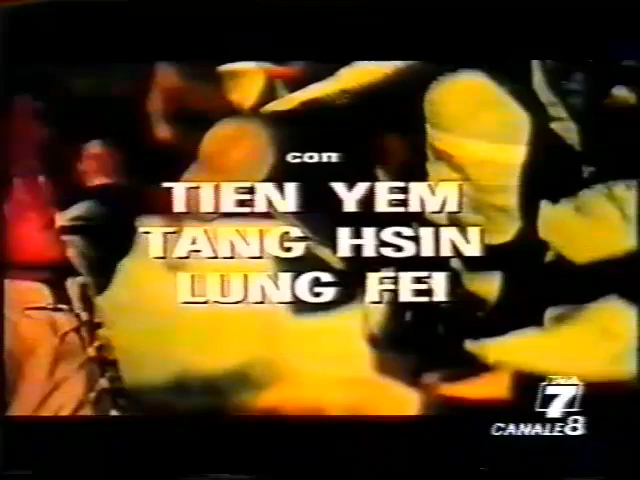 con
TIEN YEM
TANG HSIN
LUNG FEI
7
CANALE 8